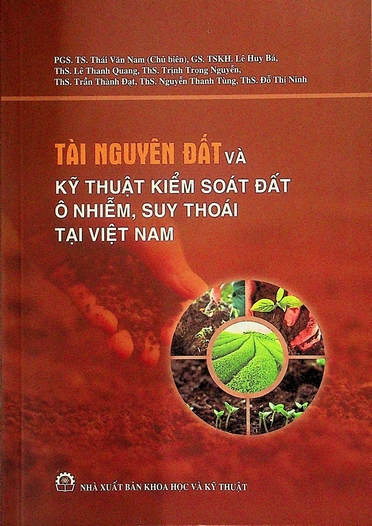 PGS. TS. Thái Văn Nam (Chủ biên), GS. TSKH. Lê Huy Bá,
ThS. Lê Thanh Quang, ThS. Trịnh Trọng Nguyễn,
ThS. Trần Thành Đạt, ThS. Nguyễn Thanh Tùng, ThS. Đỗ Thị Ninh
TÀI NGUYÊN ĐẤT VÀ
KỸ THUẬT KIỂM SOÁT ĐẤT
Ô NHIỄM, SUY THOÁI
TẠI VIỆT NAM
NHÀ XUẤT BẢN KHOA HỌC VÀ KỸ THUẬT